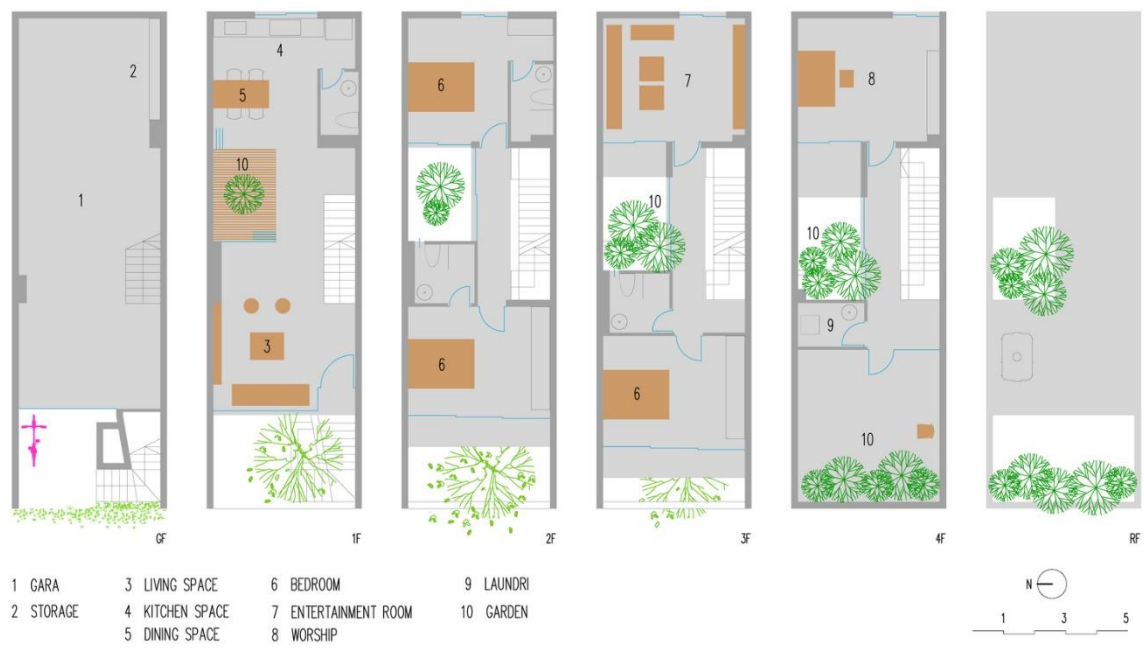 2
4
5
10
1
3
6
6
7
10
6
8
10
9
10
GF
1F
2F
3F
4F
RF
1 GARA
2 STORAGE
3 LIVING SPACE
4 KITCHEN SPACE
5 DINING SPACE
6 BEDROOM
7 ENTERTAINMENT ROOM
8 WORSHIP
9 LAUNDRI
10 GARDEN
N
1 3 5